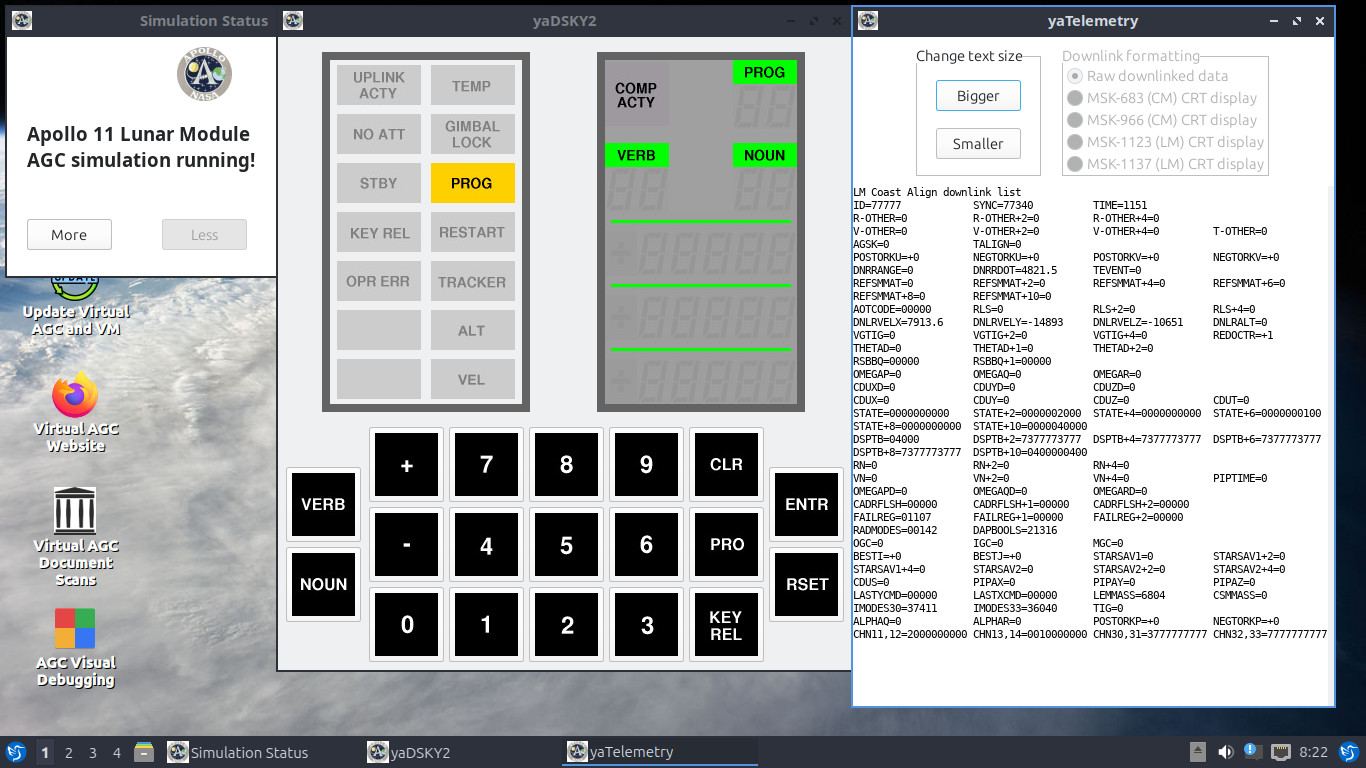 Simulation Status
APOLLO
NASA
Apollo 11 Lunar Module
AGC simulation running!
More
Less
UPDATE
Update Virtual
AGC and VM
Virtual AGC
Website
Virtual AGC
Document
Scans
AGC Visual
Debugging
yaDSKY2
UPLINK
ACTY
TEMP
NO ATT
GIMBAL
LOCK
STBY
PROG
KEY REL
RESTART
OPR ERR
TRACKER
ALT
VEL
COMP
ACTY
PROG
VERB
NOUN
+ 7 8 9 CLR
VERB
ENTR
- 4 5 6 PRO
NOUN
RSET
0 1 2 3 KEY
REL
yaTelemetry
Change text size
Bigger
Smaller
Downlink formatting
Raw downlinked data
MSK-683 (CM) CRT display
MSK-966 (CM) CRT display
MSK-1123 (LM) CRT display
MSK-1137 (LM) CRT display
LM Coast Align downlink list
ID=77777 SYNC=77340 TIME=1151
R-OTHER=0 R-OTHER+2=0 R-OTHER+4=0
V-OTHER=0 V-OTHER+2=0 V-OTHER+4=0 T-OTHER=0
AGSK=0 TALIGN=0
POSTORKU=+0 NEGTORKU=+0 POSTORKV=+0 NEGTORKV=+0
DNRRANGE=0 DNRRDOT=4821.5 TEVENT=0
REFSMMAT=0 REFSMMAT+2=0 REFSMMAT+4=0 REFSMMAT+6=0
REFSMMAT+8=0 REFSMMAT+10=0
AOTCODE=00000 RLS=0 RLS+2=0 RLS+4=0
DNLRVELX=7913.6 DNLRVELY=-14893 DNLRVELZ=-10651 DNLRALT=0
VGTIG=0 VGTIG+2=0 VGTIG+4=0 REDOCTR=+1
THETAD=0 THETAD+1=0 THETAD+2=0
RSBBQ=00000 RSBBQ+1=00000
OMEGAP=0 OMEGAQ=0 OMEGAR=0
CDUXD=0 CDUYD=0 CDUZD=0
CDUX=0 CDUY=0 CDUZ=0 CDUT=0
STATE=0000000000 STATE+2=0000002000 STATE+4=0000000000 STATE+6=0000000100
STATE+8=0000000000 STATE+10=0000040000
DSPTB=04000 DSPTB+2=7377773777 DSPTB+4=7377773777 DSPTB+6=7377773777
DSPTB+8=7377773777 DSPTB+10=0400000400
RN=0 RN+2=0 RN+4=0
VN=0 VN+2=0 VN+4=0 PIPTIME=0
OMEGAPD=0 OMEGAQD=0 OMEGARD=0
CADRFLSH=00000 CADRFLSH+1=00000 CADRFLSH+2=00000
FAILREG=01107 FAILREG+1=00000 FAILREG+2=00000
RADMODES=00142 DAPBOOLS=21316
OGC=0 IGC=0 MGC=0
BESTI=+0 BESTJ=+0 STARSAV1=0 STARSAV1+2=0
STARSAV1+4=0 STARSAV2=0 STARSAV2+2=0 STARSAV2+4=0
CDUS=0 PIPAX=0 PIPAY=0 PIPAZ=0
LASTYCMD=00000 LASTXCMD=00000 LEMMASS=6804 CSMMASS=0
IMODES30=37411 IMODES33=36040 TIG=0
ALPHAQ=0 ALPHAR=0 POSTORKP=+0 NEGTORKP=+0
CHN11,12=2000000000 CHN13,14=0010000000 CHN30,31=3777777777 CHN32,33=7777777777
1 2 3 4 Simulation Status yaDSKY2 yaTelemetry 8:22